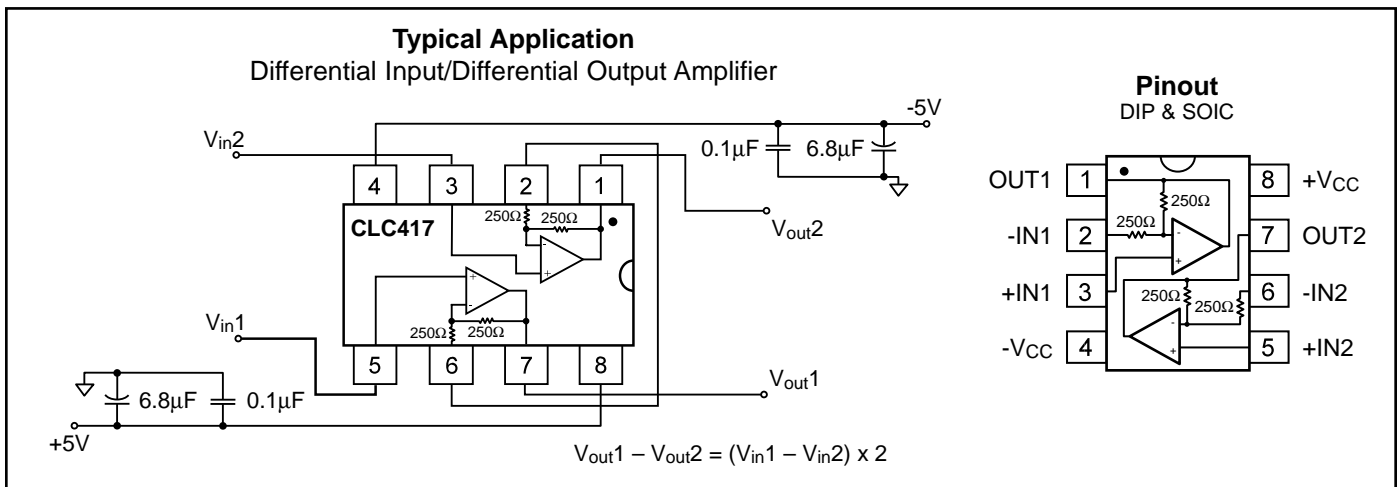 Typical Application
Differential Input/Differential Output Amplifier
-5V
Vin2
0.1µF
6.8µF
4
3
2
1
250Ω
250Ω
CLC417
-
+
Vout2
+
-
250Ω
250Ω
Vin1
5
6
7
8
6.8µF
0.1µF
Vout1
+5V
Vout1 – Vout2 = (Vin1 – Vin2) x 2
Pinout
DIP & SOIC
OUT1
1
8
+VCC
250Ω
250Ω
-IN1
2
-
+
7
OUT2
+IN1
3
250Ω
250Ω
6
-IN2
-VCC
4
-
+
5
+IN2